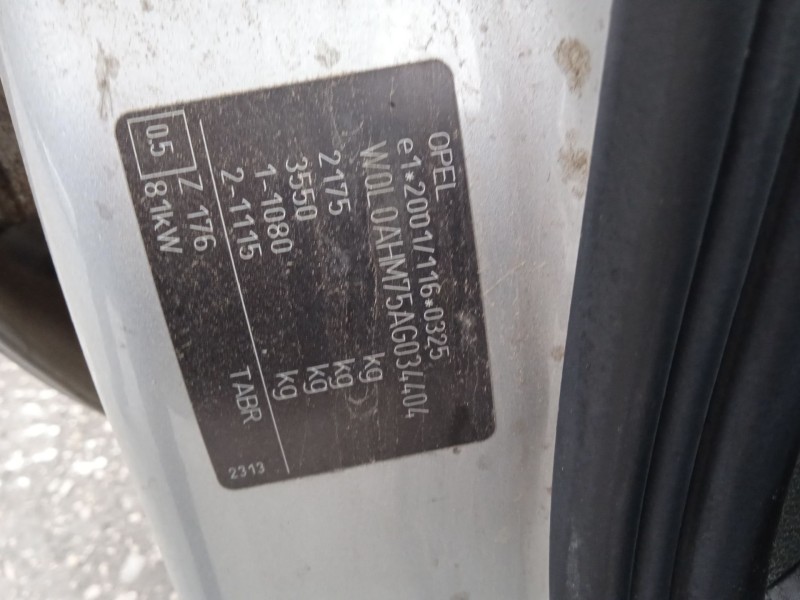 OPEL
e1*2001/116*0325
W0L0AHM75AG034404
2175 kg
3550 kg
1-1080 kg
2-1115
Z 176 TABR
0.5 81KW
2313